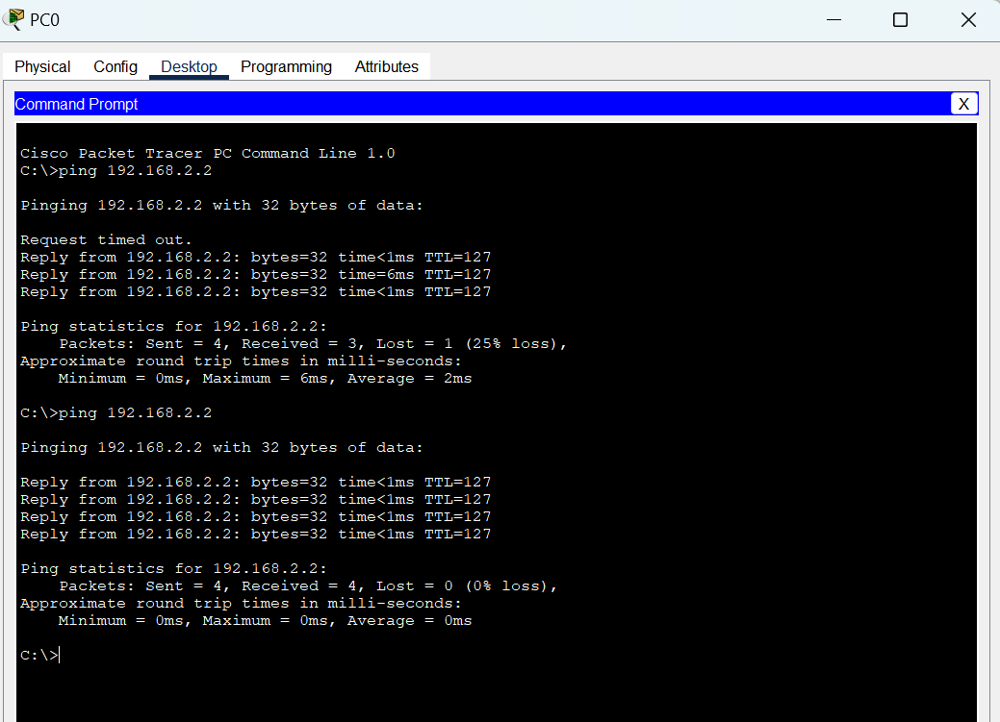 PC0
Physical Config Desktop Programming Attributes
Command Prompt X
Cisco Packet Tracer PC Command Line 1.0
C:\>ping 192.168.2.2
Pinging 192.168.2.2 with 32 bytes of data:
Request timed out.
Reply from 192.168.2.2: bytes=32 time<1ms TTL=127
Reply from 192.168.2.2: bytes=32 time=6ms TTL=127
Reply from 192.168.2.2: bytes=32 time<1ms TTL=127
Ping statistics for 192.168.2.2:
    Packets: Sent = 4, Received = 3, Lost = 1 (25% loss),
Approximate round trip times in milli-seconds:
    Minimum = 0ms, Maximum = 6ms, Average = 2ms
C:\>ping 192.168.2.2
Pinging 192.168.2.2 with 32 bytes of data:
Reply from 192.168.2.2: bytes=32 time<1ms TTL=127
Reply from 192.168.2.2: bytes=32 time<1ms TTL=127
Reply from 192.168.2.2: bytes=32 time<1ms TTL=127
Reply from 192.168.2.2: bytes=32 time<1ms TTL=127
Ping statistics for 192.168.2.2:
    Packets: Sent = 4, Received = 4, Lost = 0 (0% loss),
Approximate round trip times in milli-seconds:
    Minimum = 0ms, Maximum = 0ms, Average = 0ms
C:\>